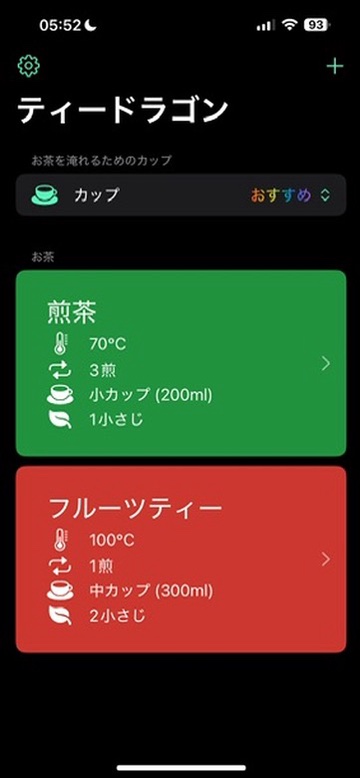 05:52
93
ティードラゴン
お茶を淹れるためのカップ
カップ おすすめ
お茶
煎茶
70°C
3煎
小カップ (200ml)
1小さじ
フルーツティー
100°C
1煎
中カップ (300ml)
2小さじ